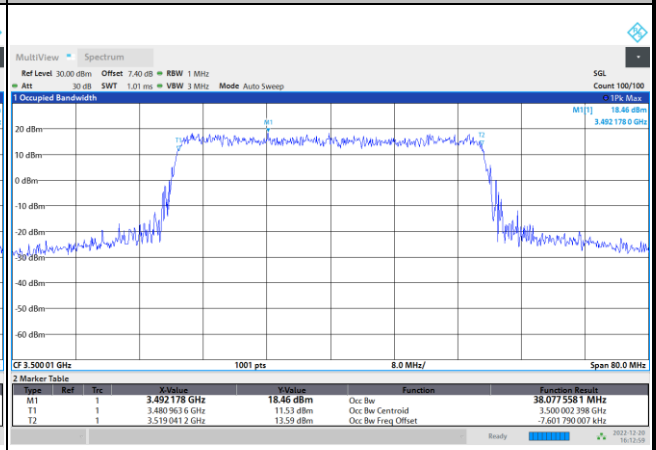 MultiView Spectrum
Ref Level 30.00 dBm Offset 7.40 dB RBW 1 MHz SGL
Att 30 dB SWT 1.01 ms VBW 3 MHz Mode Auto Sweep Count 100/100
1 Occupied Bandwidth 1Pk Max
M1[1] 18.46 dBm
3.492 178 0 GHz
M1
T1
T2
20 dBm
10 dBm
0 dBm
-10 dBm
-20 dBm
-30 dBm
-40 dBm
-50 dBm
-60 dBm
CF 3.500 01 GHz 1001 pts 8.0 MHz/ Span 80.0 MHz
2 Marker Table
Type Ref Trc X-Value Y-Value Function Function Result
M1 1 3.492 178 GHz 18.46 dBm Occ Bw 38.077 558 1 MHz
T1 1 3.480 963 6 GHz 11.53 dBm Occ Bw Centroid 3.500 002 398 GHz
T2 1 3.519 041 2 GHz 13.59 dBm Occ Bw Freq Offset -7.601 790 007 kHz
Ready 2022-12-20
16:12:59